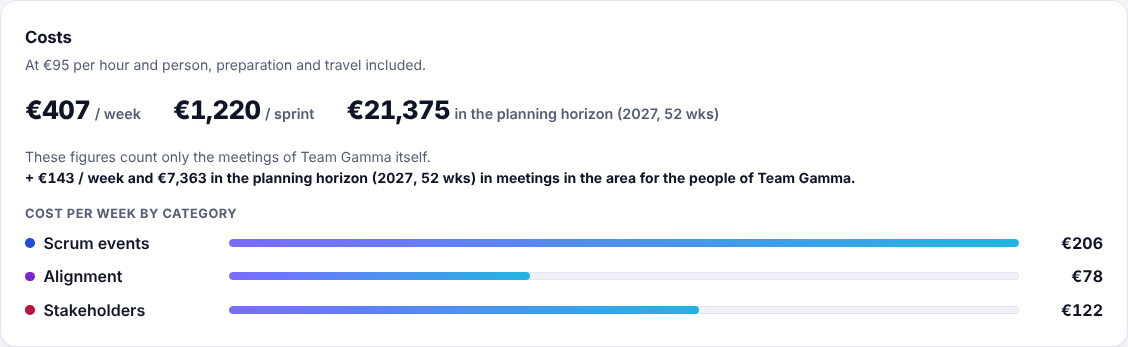 Costs
At €95 per hour and person, preparation and travel included.
€407 / week €1,220 / sprint €21,375 in the planning horizon (2027, 52 wks)
These figures count only the meetings of Team Gamma itself.
+ €143 / week and €7,363 in the planning horizon (2027, 52 wks) in meetings in the area for the people of Team Gamma.
COST PER WEEK BY CATEGORY
Scrum events €206
Alignment €78
Stakeholders €122